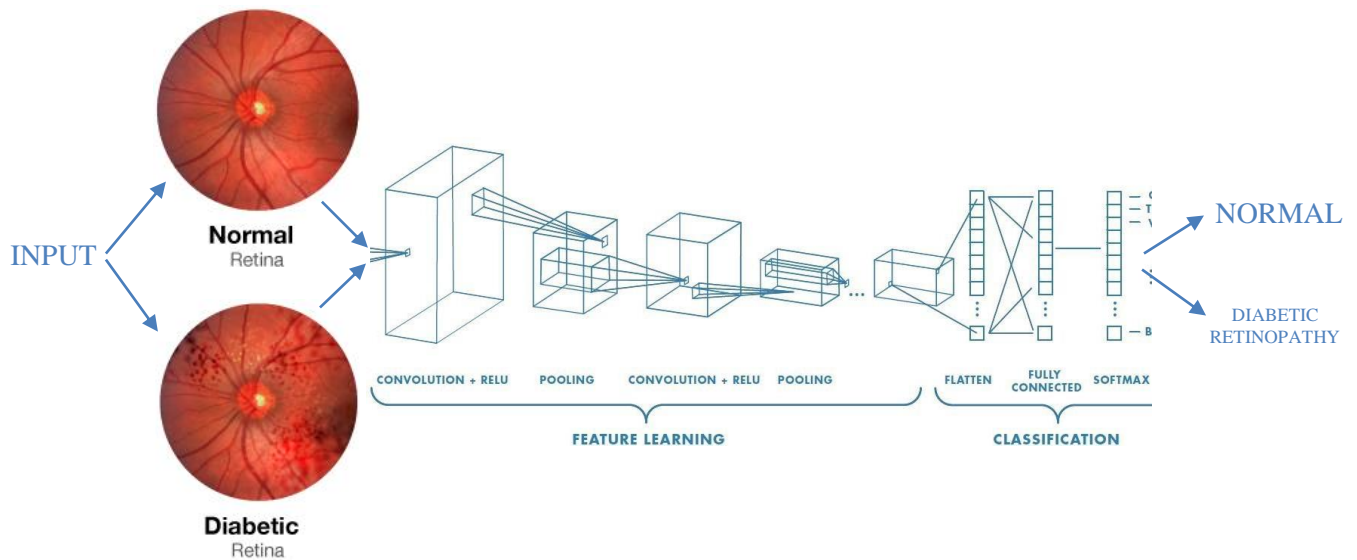 INPUT
Normal
Retina
Diabetic
Retina
CONVOLUTION + RELU
POOLING
CONVOLUTION + RELU
POOLING
FLATTEN
FULLY
CONNECTED
SOFTMAX
FEATURE LEARNING
CLASSIFICATION
NORMAL
DIABETIC
RETINOPATHY